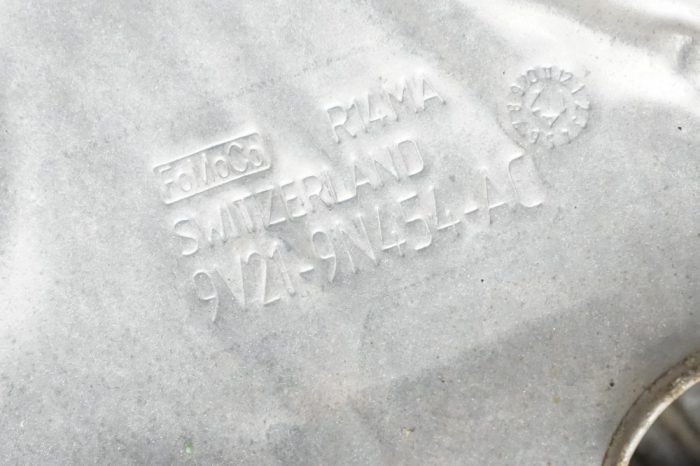 R14MA
FoMoCo
SWITZERLAND
9V21-9N454-AC